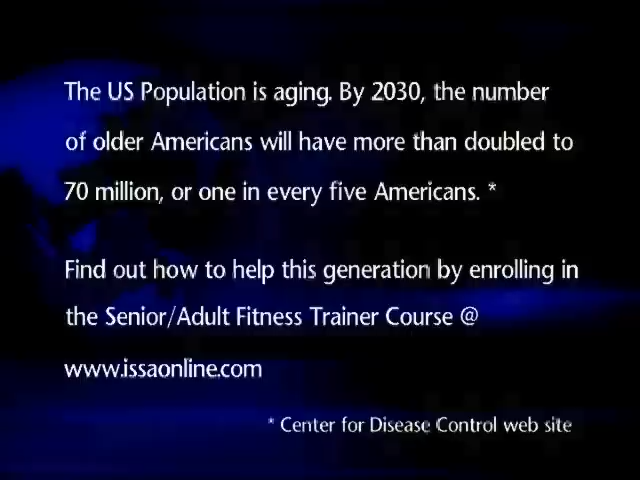 The US Population is aging. By 2030, the number
of older Americans will have more than doubled to
70 million, or one in every five Americans. *
Find out how to help this generation by enrolling in
the Senior/Adult Fitness Trainer Course @
www.issaonline.com
* Center for Disease Control web site